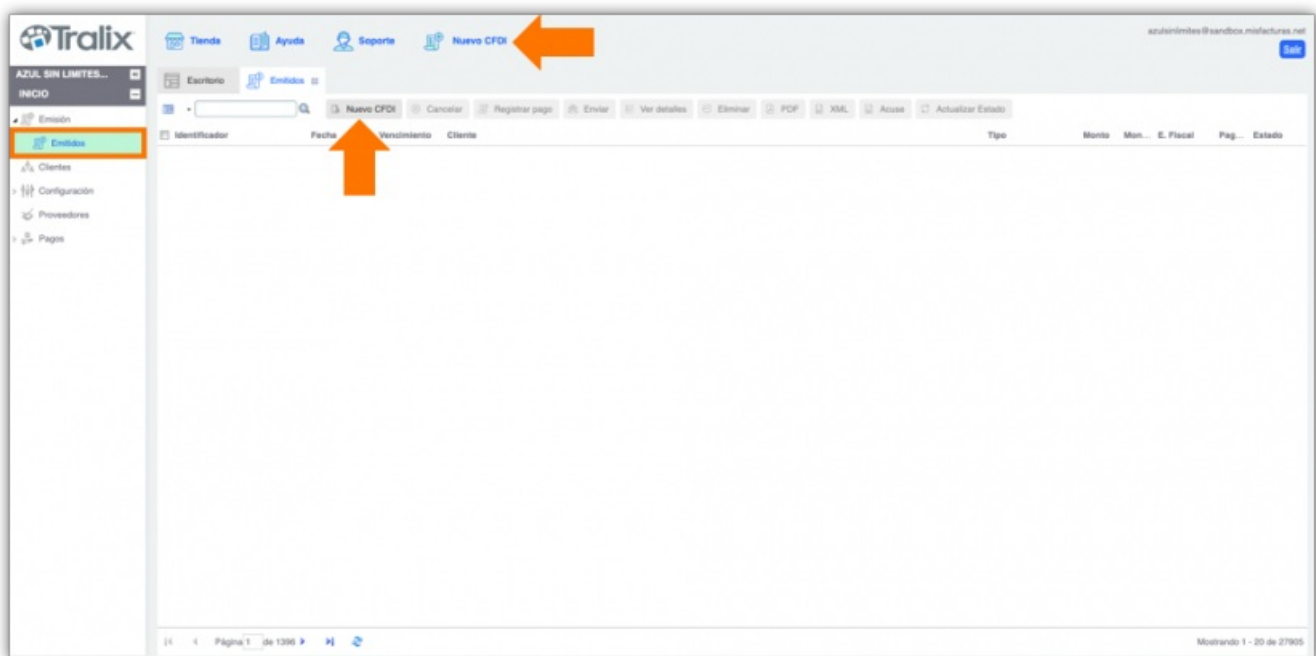 Tralix
Tienda Ayuda Soporte Nuevo CFDI
azulsinlimites@sandbox.misfacturas.net
Salir
AZUL SIN LIMITES...
INICIO
Escritorio Emitidos
Nuevo CFDI Cancelar Registrar pago Enviar Ver detalles Eliminar PDF XML Acuse Actualizar Estado
Identificador Fecha Vencimiento Cliente Tipo Monto Mon... E. Fiscal Pag... Estado
Emisión
Emitidos
Clientes
Configuración
Proveedores
Pagos
Página 1 de 1396
Mostrando 1 - 20 de 27905